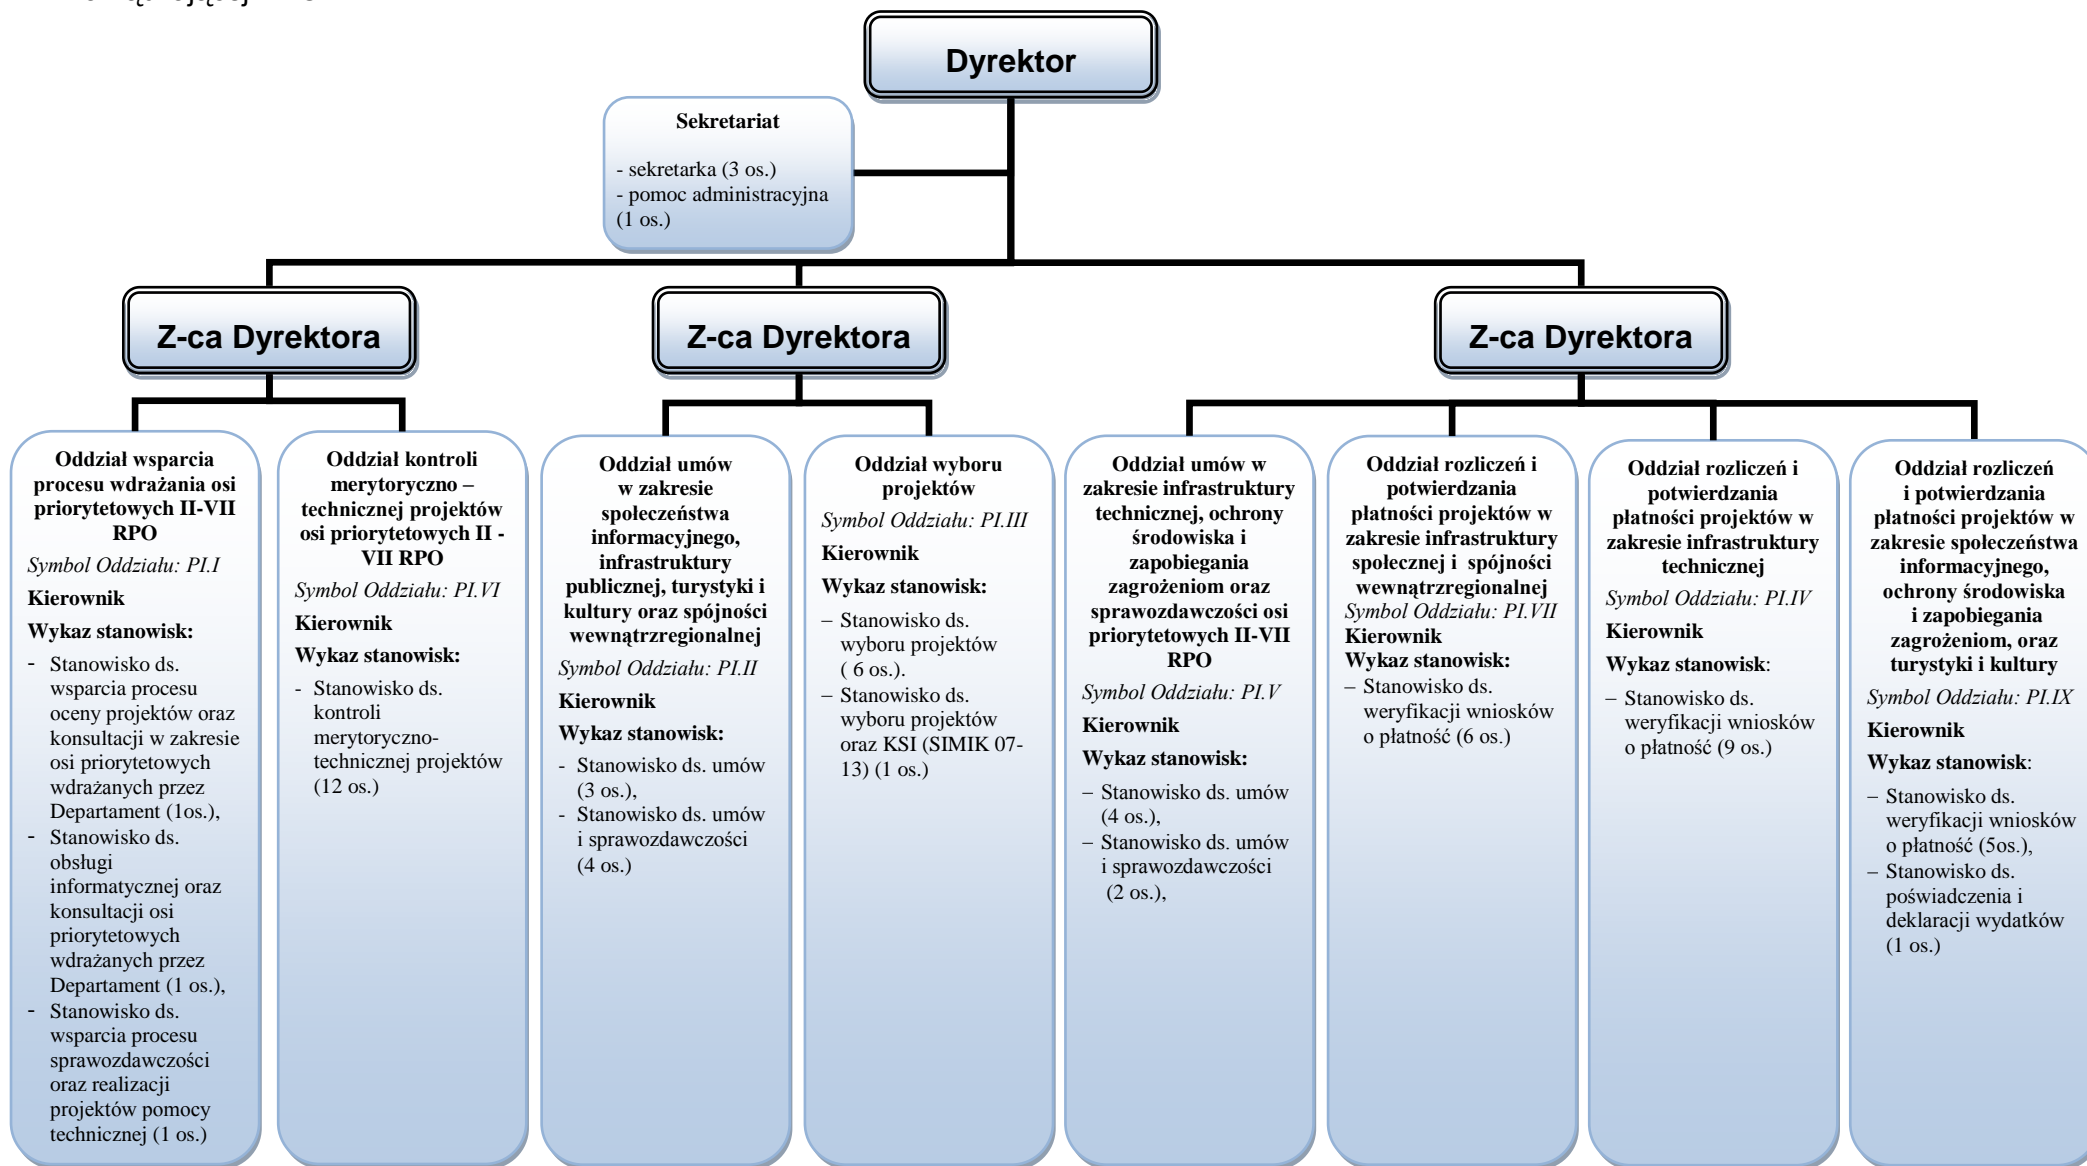 Dyrektor
Sekretariat
- sekretarka (3 os.)
- pomoc administracyjna
(1 os.)
Z-ca Dyrektora
Z-ca Dyrektora
Z-ca Dyrektora
Oddział wsparcia
procesu wdrażania osi
priorytetowych II-VII
RPO
Symbol Oddziału: PI.I
Kierownik
Wykaz stanowisk:
- Stanowisko ds.
wsparcia procesu
oceny projektów oraz
konsultacji w zakresie
osi priorytetowych
wdrażanych przez
Departament (1os.),
- Stanowisko ds.
obsługi
informatycznej oraz
konsultacji osi
priorytetowych
wdrażanych przez
Departament (1 os.),
- Stanowisko ds.
wsparcia procesu
sprawozdawczości
oraz realizacji
projektów pomocy
technicznej (1 os.)
Oddział kontroli
merytoryczno –
technicznej projektów
osi priorytetowych II -
VII RPO
Symbol Oddziału: PI.VI
Kierownik
Wykaz stanowisk:
- Stanowisko ds.
kontroli
merytoryczno-
technicznej projektów
(12 os.)
Oddział umów
w zakresie
społeczeństwa
informacyjnego,
infrastruktury
publicznej, turystyki i
kultury oraz spójności
wewnątrzregionalnej
Symbol Oddziału: PI.II
Kierownik
Wykaz stanowisk:
- Stanowisko ds. umów
(3 os.),
- Stanowisko ds. umów
i sprawozdawczości
(4 os.)
Oddział wyboru
projektów
Symbol Oddziału: PI.III
Kierownik
Wykaz stanowisk:
– Stanowisko ds.
wyboru projektów
( 6 os.).
– Stanowisko ds.
wyboru projektów
oraz KSI (SIMIK 07-
13) (1 os.)
Oddział umów w
zakresie infrastruktury
technicznej, ochrony
środowiska i
zapobiegania
zagrożeniom oraz
sprawozdawczości osi
priorytetowych II-VII
RPO
Symbol Oddziału: PI.V
Kierownik
Wykaz stanowisk:
– Stanowisko ds. umów
(4 os.),
– Stanowisko ds. umów
i sprawozdawczości
(2 os.),
Oddział rozliczeń i
potwierdzania
płatności projektów w
zakresie infrastruktury
społecznej i spójności
wewnątrzregionalnej
Symbol Oddziału: PI.VII
Kierownik
Wykaz stanowisk:
– Stanowisko ds.
weryfikacji wniosków
o płatność (6 os.)
Oddział rozliczeń i
potwierdzania
płatności projektów w
zakresie infrastruktury
technicznej
Symbol Oddziału: PI.IV
Kierownik
Wykaz stanowisk:
– Stanowisko ds.
weryfikacji wniosków
o płatność (9 os.)
Oddział rozliczeń
i potwierdzania
płatności projektów w
zakresie społeczeństwa
informacyjnego,
ochrony środowiska
i zapobiegania
zagrożeniom, oraz
turystyki i kultury
Symbol Oddziału: PI.IX
Kierownik
Wykaz stanowisk:
– Stanowisko ds.
weryfikacji wniosków
o płatność (5os.),
– Stanowisko ds.
poświadczenia i
deklaracji wydatków
(1 os.)